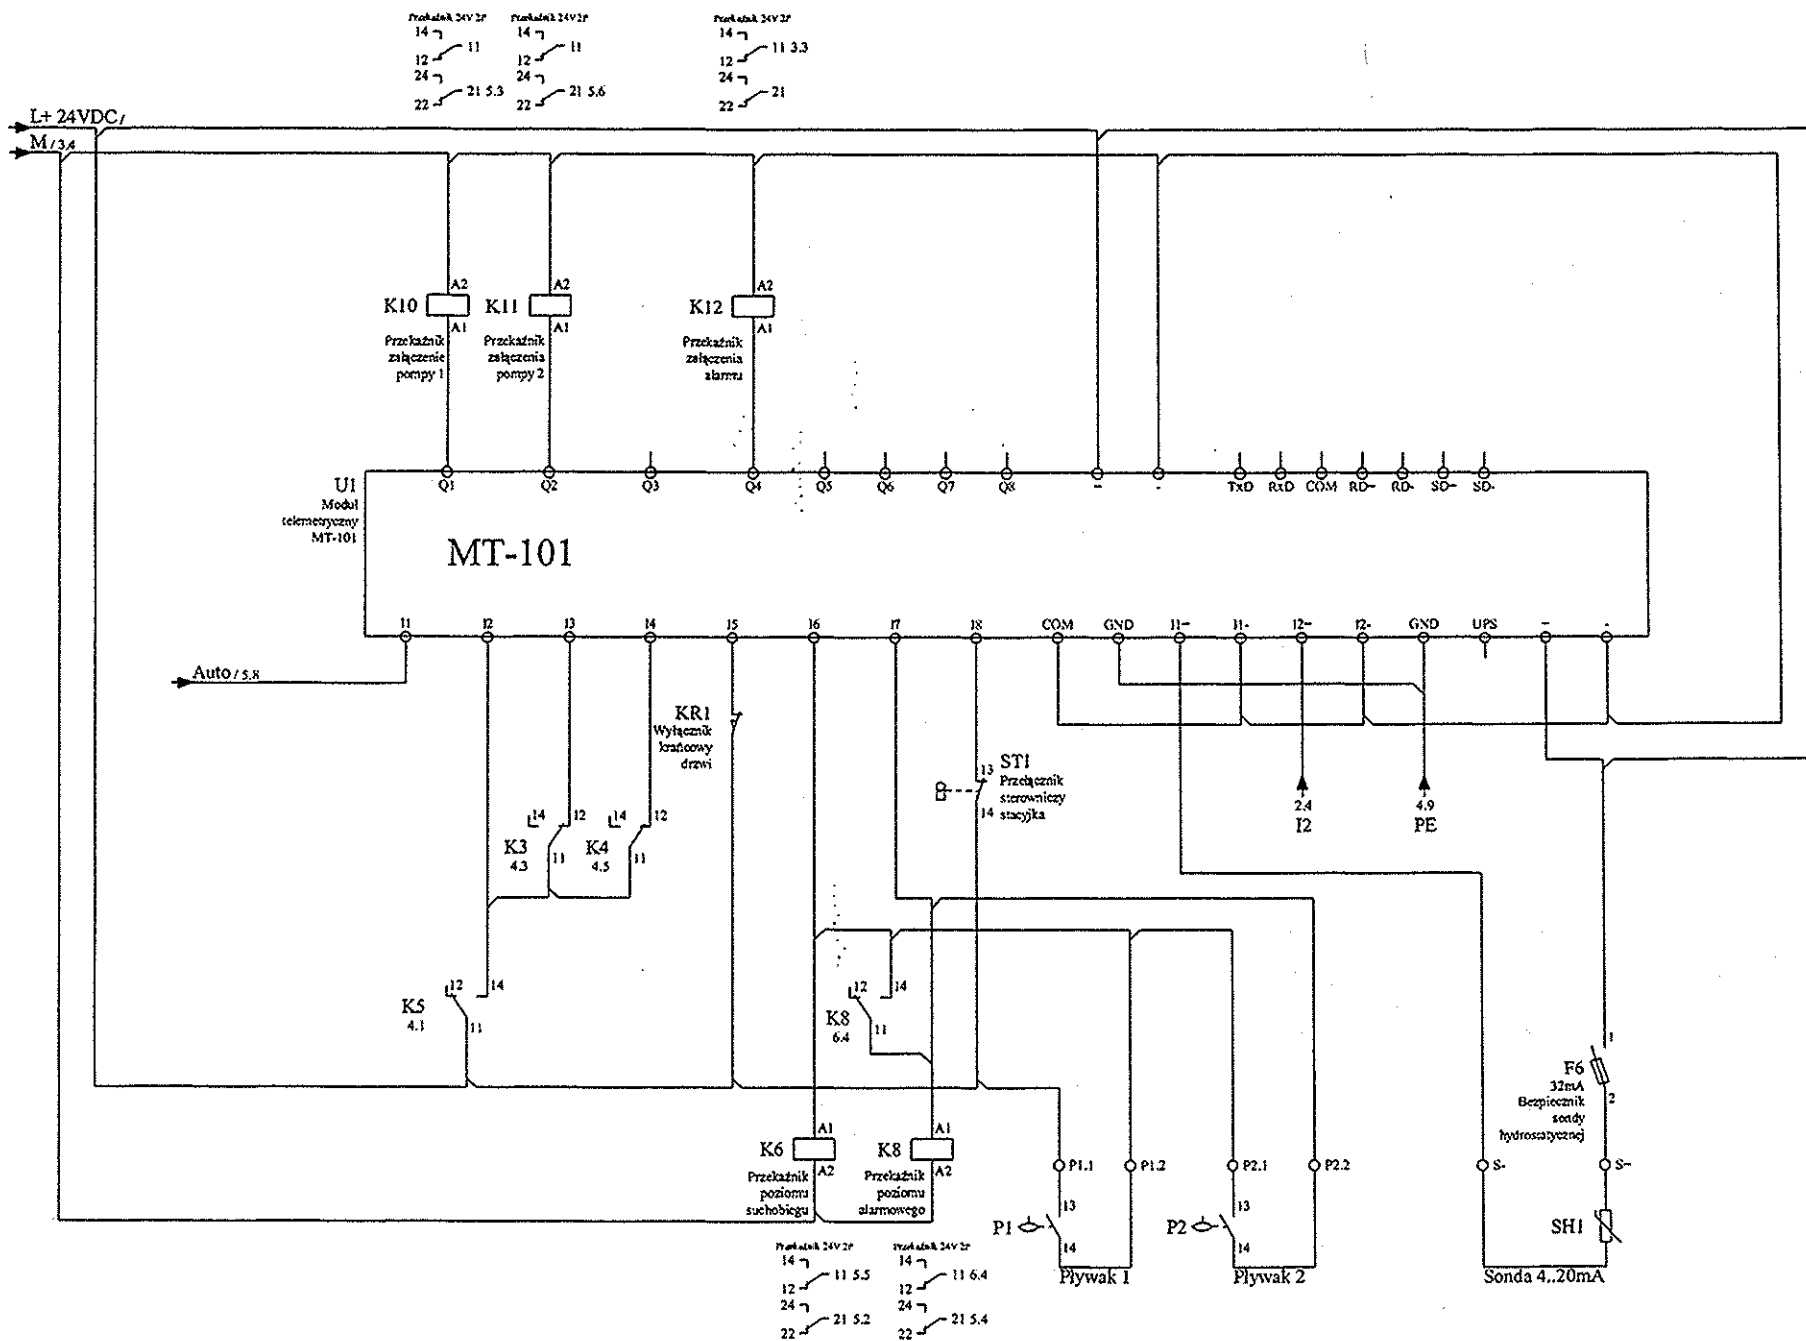 Przekaźnik 24V 2P
14
11
12
24
21 5.3
22
Przekaźnik 24V 2P
14
11
12
24
21 5.6
22
Przekaźnik 24V 2P
14
11 3.3
12
24
21
22
L+ 24VDC /
M / 3.4
K10
A2
A1
Przekaźnik
załączenie
pompy 1
K11
A2
A1
Przekaźnik
załączenia
pompy 2
K12
A2
A1
Przekaźnik
załączenia
alarmu
U1
Moduł
telemetryczny
MT-101
Q1 Q2 Q3 Q4 Q5 Q6 Q7 Q8 - - TxD RxD COM RD- RD- SD- SD-
MT-101
I1 I2 I3 I4 I5 I6 I7 I8 COM GND I1- I1- I2- I2- GND UPS - -
Auto / 5.8
KR1
Wyłącznik
krańcowy
drzwi
13
ST1
Przełącznik
sterowniczy
stacyjka
14
2.4
I2
4.9
PE
14
12
K3
4.3
11
14
12
K4
4.5
11
12
14
K5
4.1
11
12
14
K8
6.4
11
F6
32mA
Bezpiecznik
sondy
hydrostatycznej
1
2
K6
A1
A2
Przekaźnik
poziomu
suchobiegu
K8
A1
A2
Przekaźnik
poziomu
alarmowego
P1.1
P1.2
P2.1
P2.2
S-
S-
P1
13
14
Pływak 1
P2
13
14
Pływak 2
SH1
Sonda 4..20mA
Przekaźnik 24V 2P
14
11 5.5
12
24
21 5.2
22
Przekaźnik 24V 2P
14
11 6.4
12
24
21 5.4
22